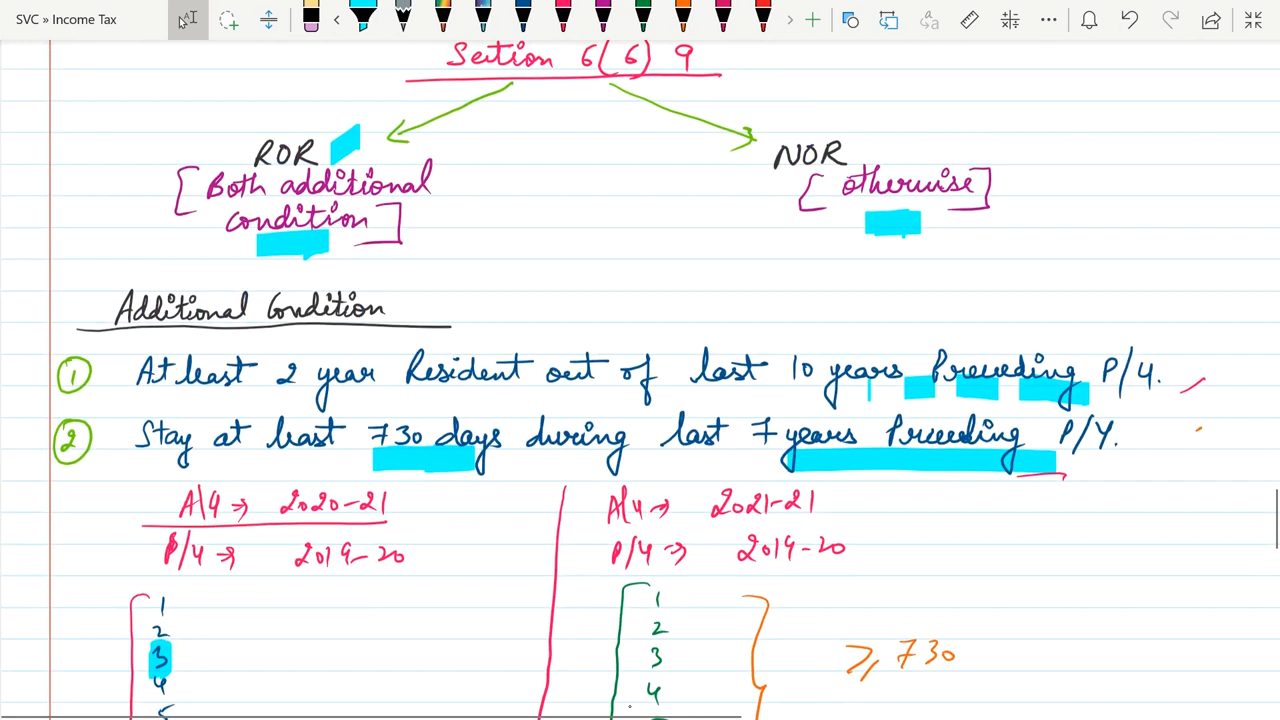 SVC » Income Tax
Section 6(6) 9
ROR
NOR
[Both additional
condition]
[otherwise]
Additional Condition
① At least 2 year Resident out of last 10 years Preceding P/Y.
② Stay at least 730 days during last 7 years Preceding P/Y.
A/Y ⇒ 2020-21
P/Y ⇒ 2019-20
A/Y ⇒ 2021-21
P/Y ⇒ 2019-20
1
2
3
4
5
1
2
3
4
≥ 730